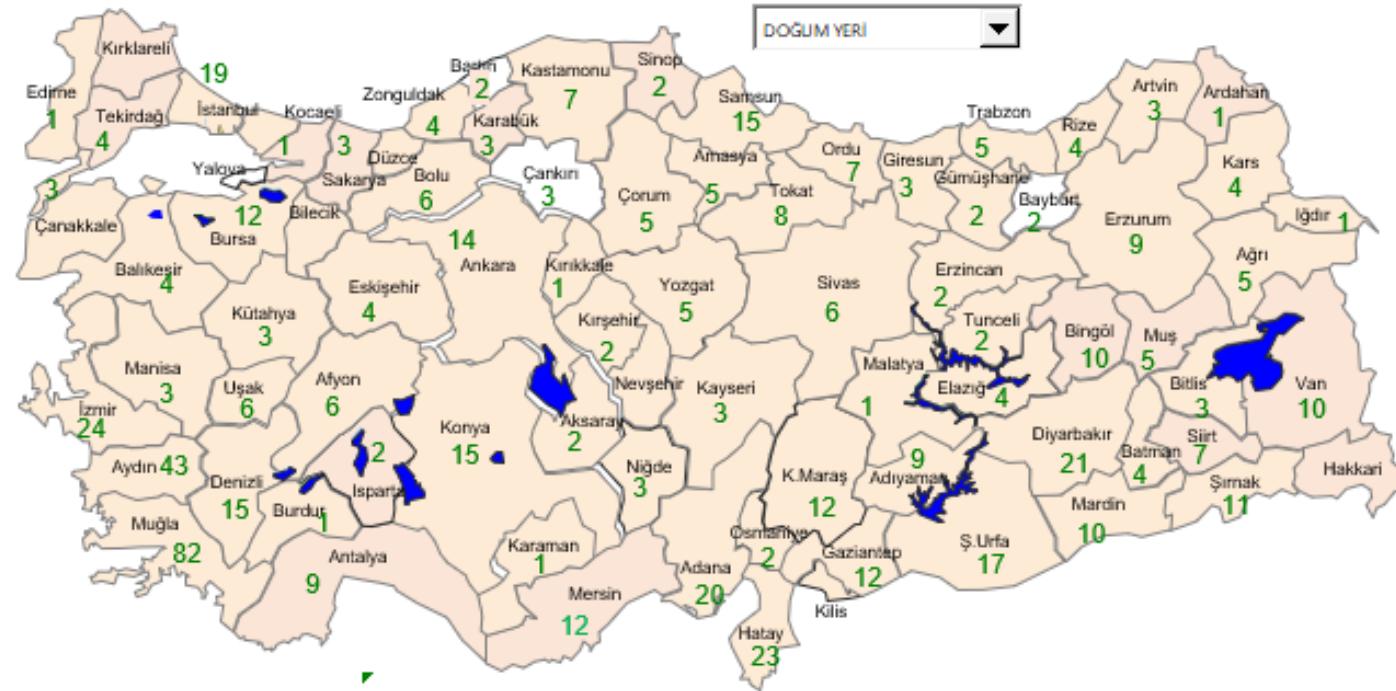 DOĞUM YERİ
Kırklareli
19
Edirne
1
Tekirdağ
4
İstanbul
Kocaeli
1
3
Sakarya
Düzce
Zonguldak
4
Bartın
2
Karabük
3
Kastamonu
7
Sinop
2
Samsun
15
Trabzon
5
Rize
4
Artvin
3
Ardahan
1
Kars
4
Iğdır
1
Yalova
3
Çanakkale
12
Bursa
Bilecik
Bolu
6
Çankırı
3
Çorum
5
Amasya
5
Tokat
8
Ordu
7
Giresun
3
Gümüşhane
2
Bayburt
2
Erzurum
9
Ağrı
5
Balıkesir
4
Kütahya
3
Eskişehir
4
14
Ankara
Kırıkkale
1
Kırşehir
2
Yozgat
5
Sivas
6
Erzincan
2
Tunceli
2
Bingöl
10
Muş
5
Bitlis
3
Van
10
Manisa
3
Uşak
6
Afyon
6
Konya
15
Aksaray
2
Nevşehir
Kayseri
3
Malatya
1
Elazığ
4
Diyarbakır
21
Batman
4
Siirt
7
Şırnak
11
Hakkari
İzmir
24
Aydın 43
Denizli
15
2
Isparta
Burdur
1
Niğde
3
K.Maraş
12
9
Adıyaman
Mardin
10
Muğla
82
Antalya
9
Karaman
1
Mersin
12
Adana
20
Osmaniye
2
Gaziantep
12
Kilis
Ş.Urfa
17
Hatay
23